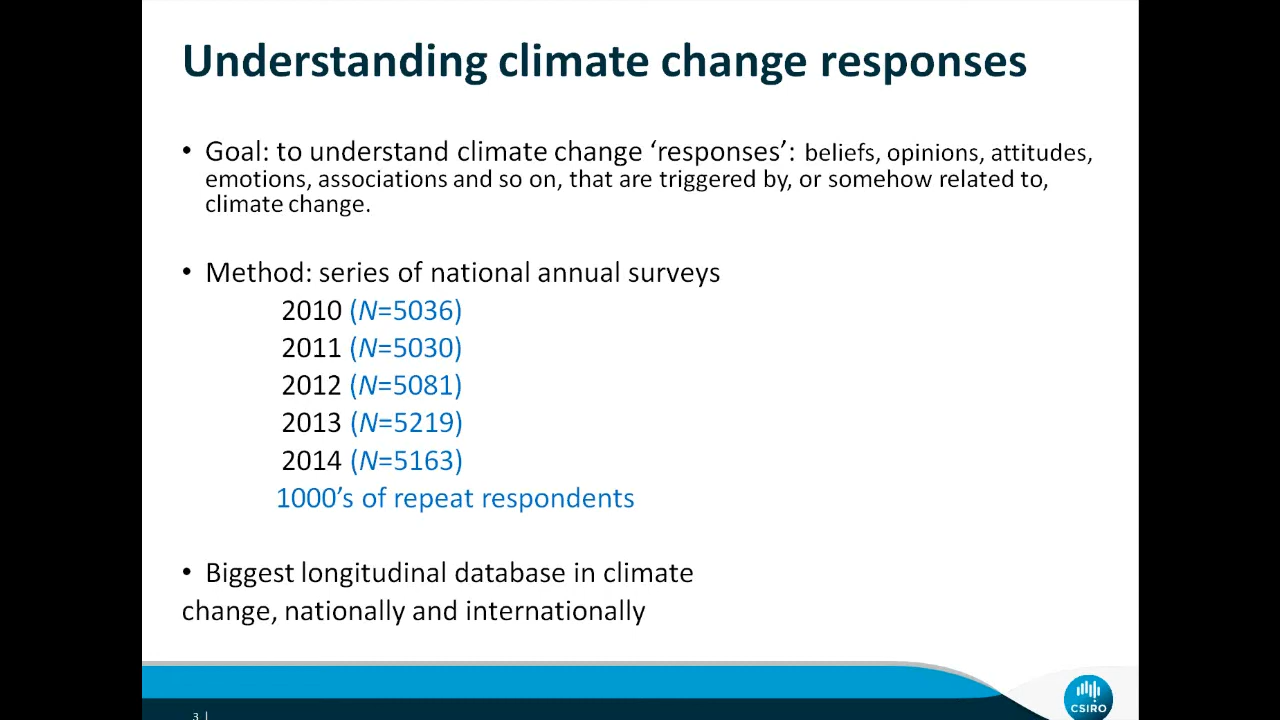 Understanding climate change responses
• Goal: to understand climate change ‘responses’: beliefs, opinions, attitudes,
emotions, associations and so on, that are triggered by, or somehow related to,
climate change.
• Method: series of national annual surveys
2010 (N=5036)
2011 (N=5030)
2012 (N=5081)
2013 (N=5219)
2014 (N=5163)
1000’s of repeat respondents
• Biggest longitudinal database in climate
change, nationally and internationally
3 |
CSIRO